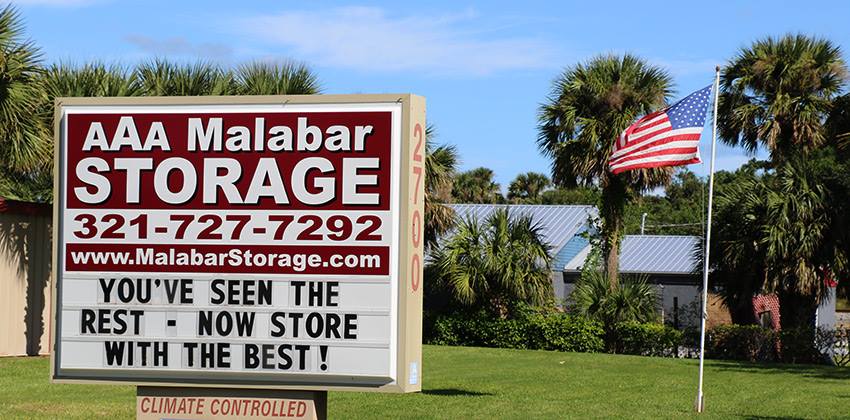 AAA Malabar
STORAGE
321-727-7292
www.MalabarStorage.com
YOU'VE SEEN THE
REST - NOW STORE
WITH THE BEST!
CLIMATE CONTROLLED
2700